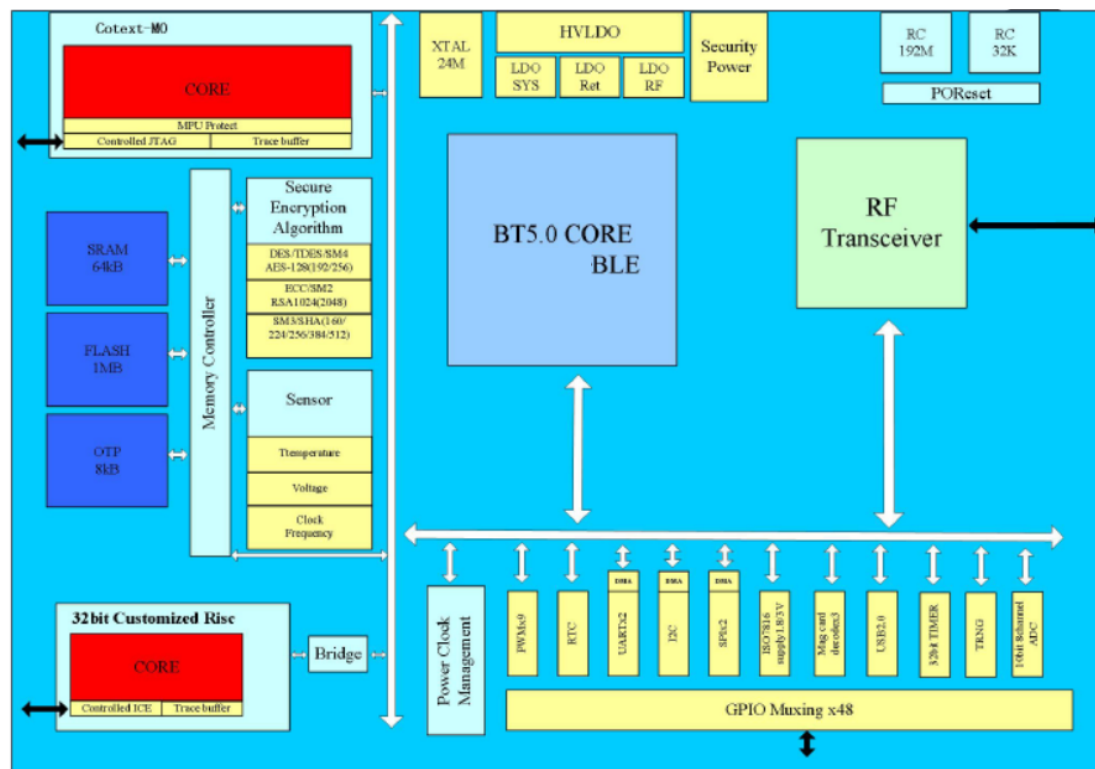 Cotext-M0
CORE
MPU Protect
Controlled JTAG
Trace buffer
XTAL
24M
HVLDO
LDO
SYS
LDO
Ret
LDO
RF
Security
Power
RC
192M
RC
32K
POReset
SRAM
64kB
FLASH
1MB
OTP
8kB
Memory Controller
Secure
Encryption
Algorithm
DES/TDES/SM4
AES-128(192/256)
ECC/SM2
RSA1024(2048)
SM3/SHA(160/
224/256/384/512)
Sensor
Ttemperature
Voltage
Clock
Frequency
BT5.0 CORE
BLE
RF
Transceiver
32bit Customized Risc
CORE
Controlled ICE
Trace buffer
Bridge
Power Clock
Management
PWMx9
RTC
DMA
UARTx2
DMA
I2C
DMA
SPIx2
ISO7816
supply1.8/3V
Mag card
decodex3
USB2.0
32bit TIMER
TRNG
10bit 8channel
ADC
GPIO Muxing x48